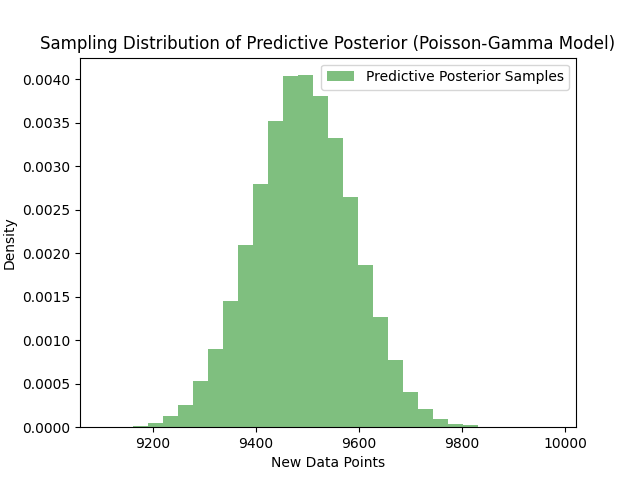 Sampling Distribution of Predictive Posterior (Poisson-Gamma Model)
Predictive Posterior Samples
0.0040
0.0035
0.0030
0.0025
0.0020
0.0015
0.0010
0.0005
0.0000
Density
9200 9400 9600 9800 10000
New Data Points